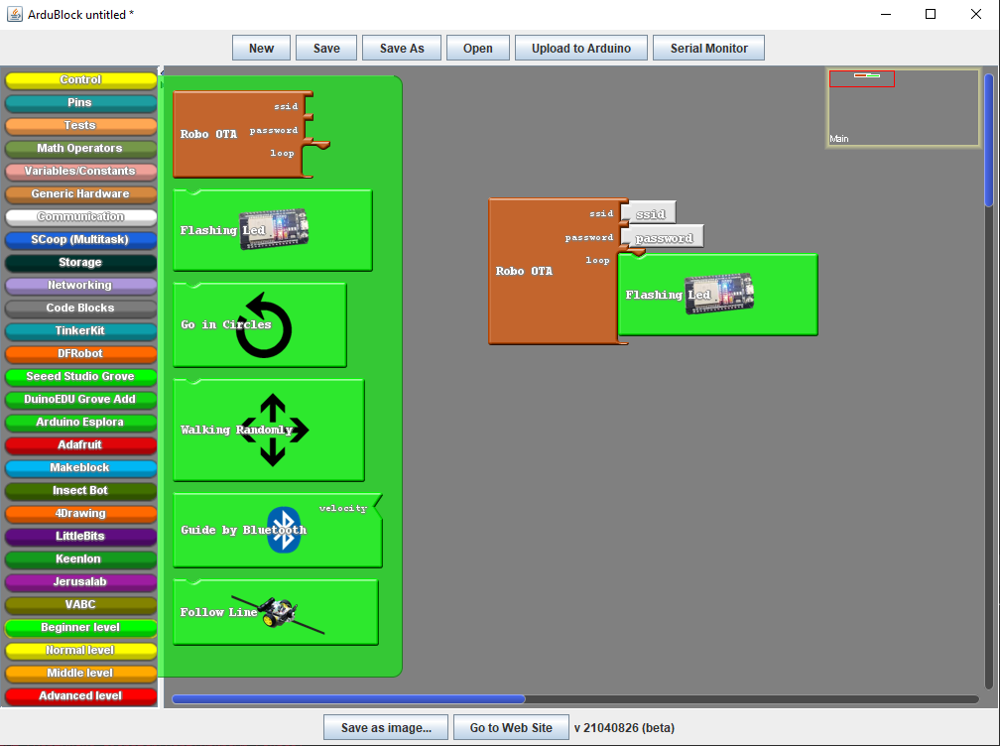 ArduBlock untitled *
New
Save
Save As
Open
Upload to Arduino
Serial Monitor
Control
Pins
Tests
Math Operators
Variables/Constants
Generic Hardware
Communication
SCoop (Multitask)
Storage
Networking
Code Blocks
TinkerKit
DFRobot
Seeed Studio Grove
DuinoEDU Grove Add
Arduino Esplora
Adafruit
Makeblock
Insect Bot
4Drawing
LittleBits
Keenlon
Jerusalab
VABC
Beginner level
Normal level
Middle level
Advanced level
ssid
Robo OTA
password
loop
Flashing Led
Go in Circles
Walking Randomly
velocity
Guide by Bluetooth
Follow Line
ssid
ssid
password
password
loop
Robo OTA
Flashing Led
Main
Save as image...
Go to Web Site
v 21040826 (beta)